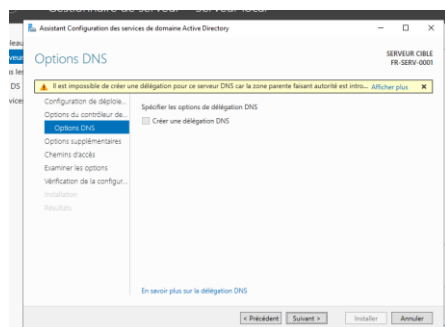 Assistant Configuration des services de domaine Active Directory
Options DNS
SERVEUR CIBLE
FR-SERV-0001
Il est impossible de créer une délégation pour ce serveur DNS car la zone parente faisant autorité est intro... Afficher plus
Configuration de déploie...
Options du contrôleur de...
Options DNS
Options supplémentaires
Chemins d'accès
Examiner les options
Vérification de la configur...
Installation
Résultats
Spécifier les options de délégation DNS
Créer une délégation DNS
En savoir plus sur la délégation DNS
< Précédent
Suivant >
Installer
Annuler